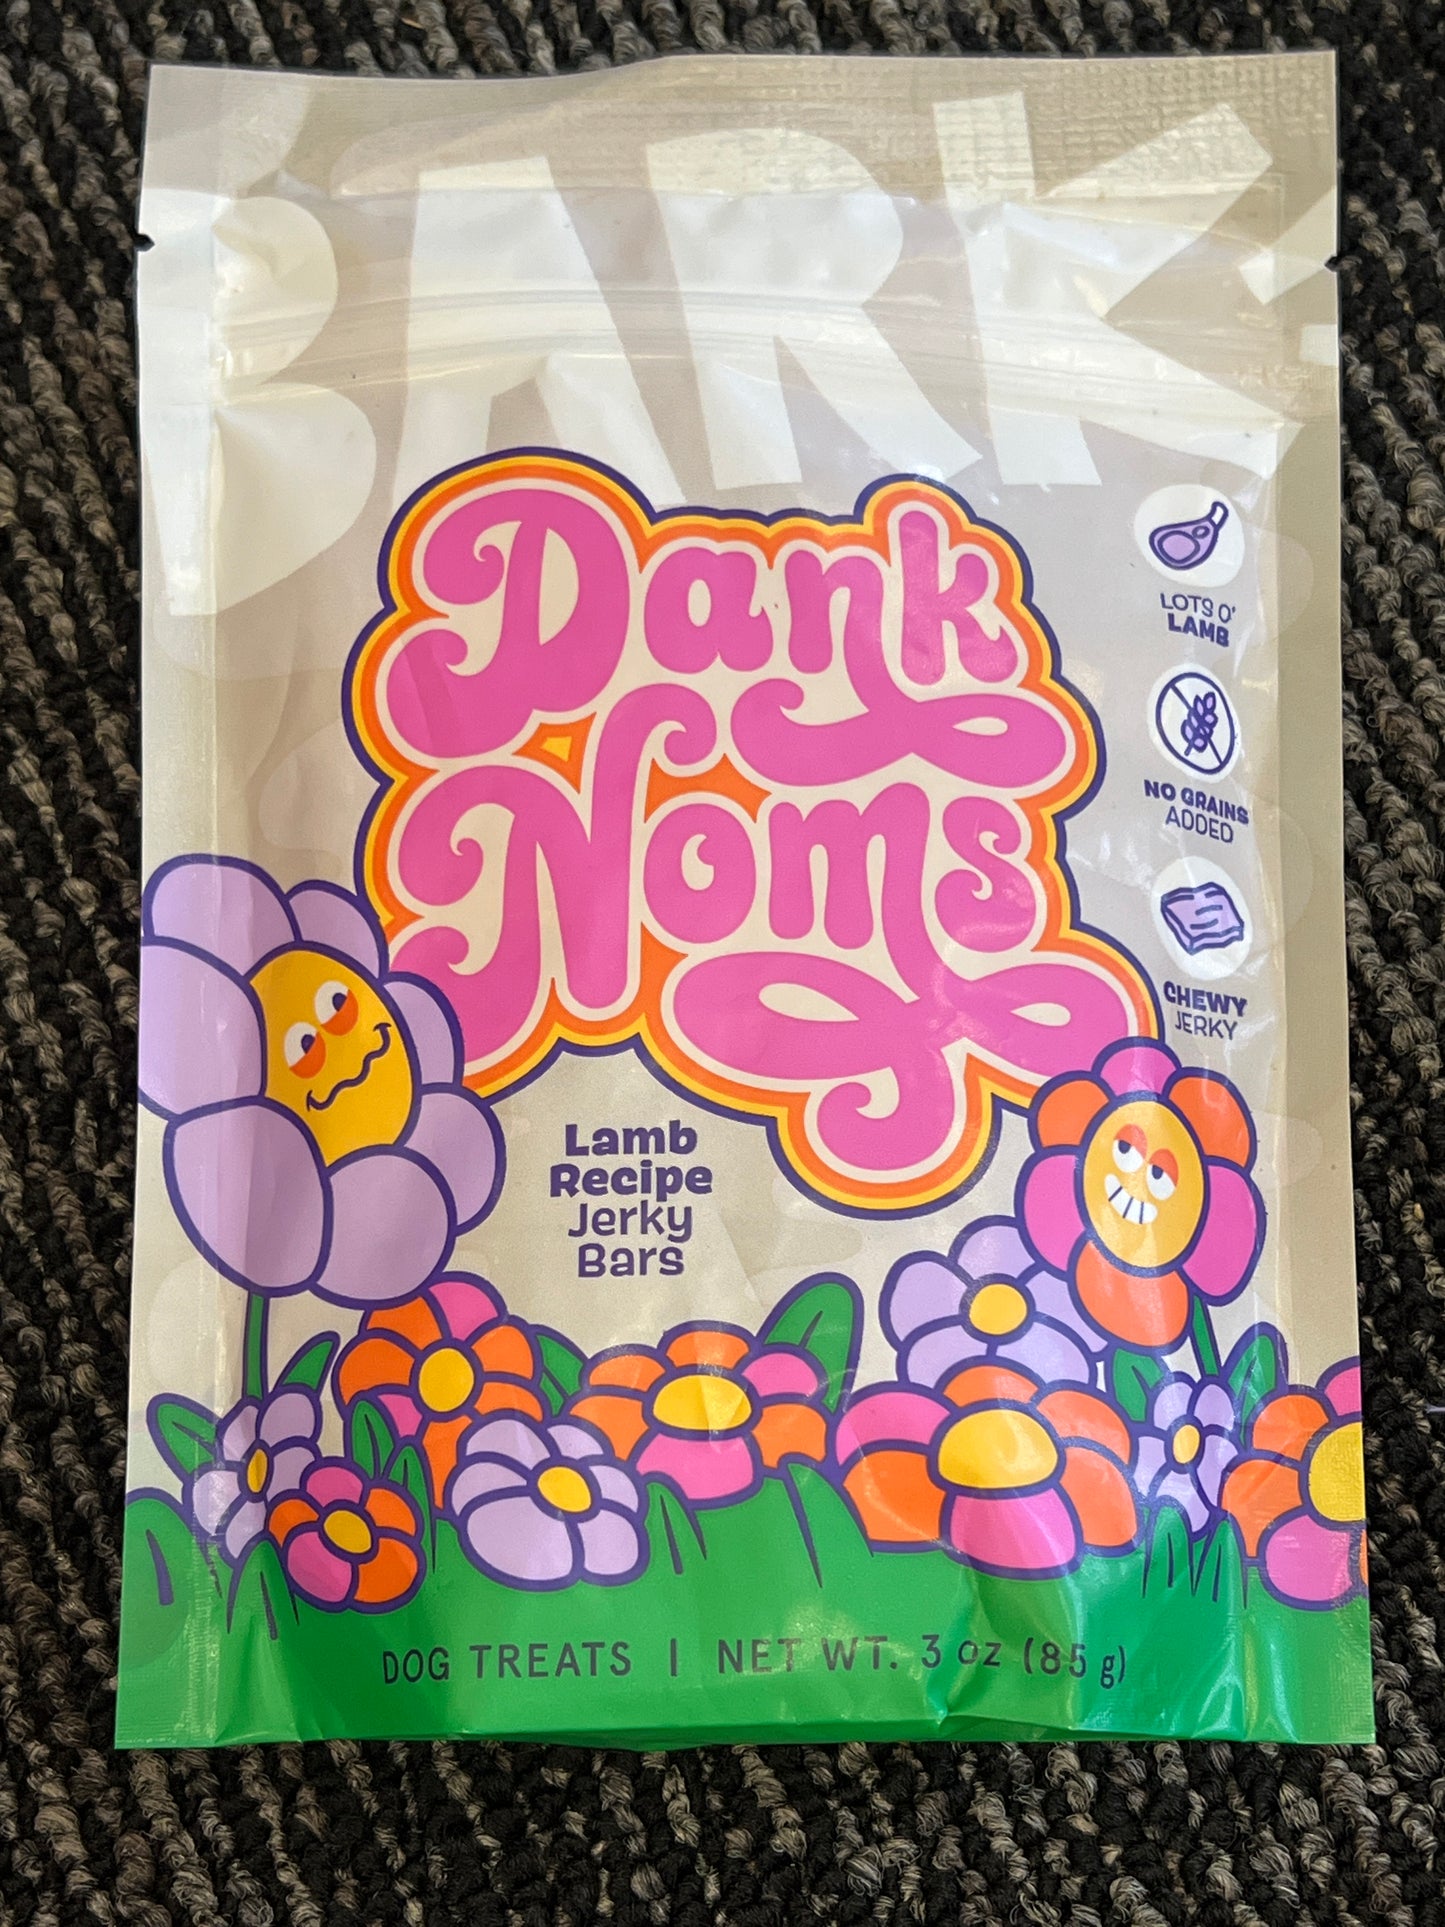 BARK
Dank
Noms
LOTS O'
LAMB
NO GRAINS
ADDED
CHEWY
JERKY
Lamb
Recipe
Jerky
Bars
DOG TREATS | NET WT. 3 oz (85 g)